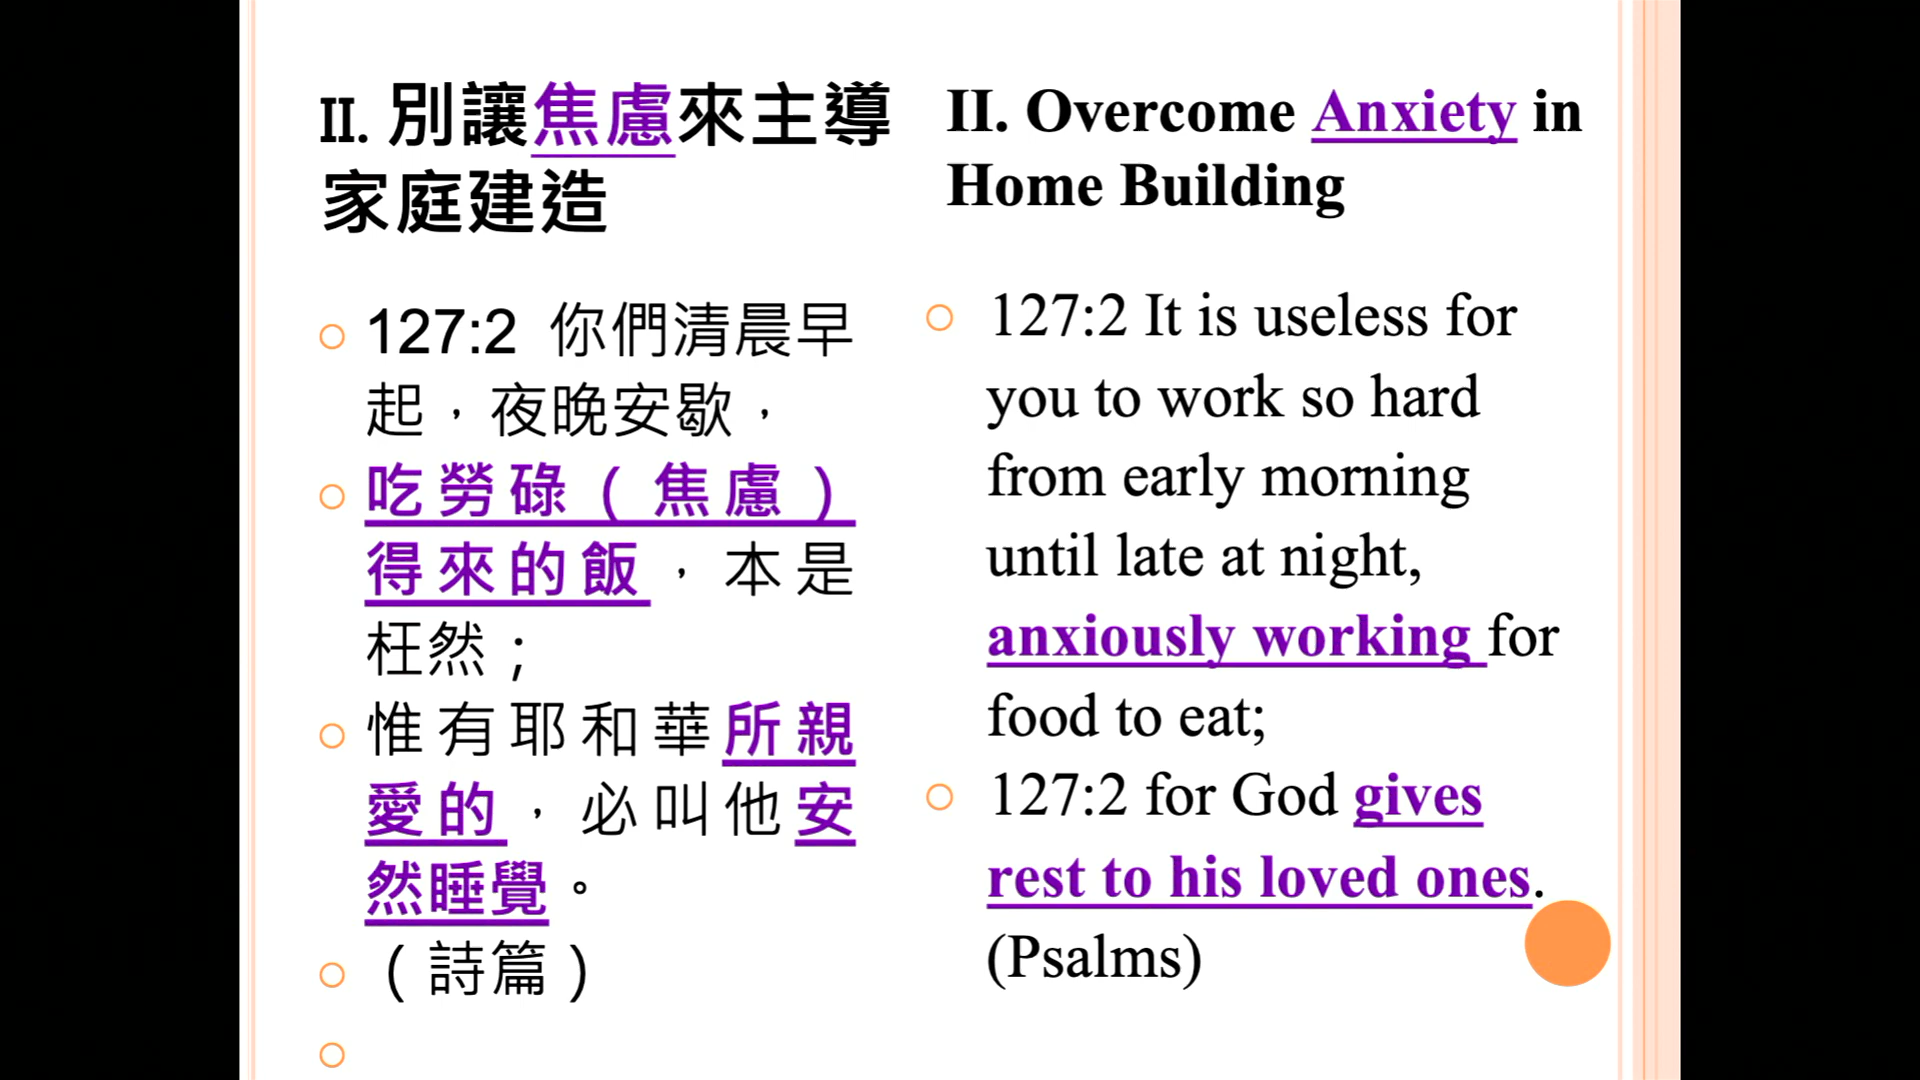 II. 別讓焦慮來主導
家庭建造
127:2 你們清晨早
起，夜晚安歇，
吃勞碌（焦慮）
得來的飯，本是
枉然；
惟有耶和華所親
愛的，必叫他安
然睡覺。
（詩篇）
II. Overcome Anxiety in
Home Building
127:2 It is useless for
you to work so hard
from early morning
until late at night,
anxiously working for
food to eat;
127:2 for God gives
rest to his loved ones.
(Psalms)